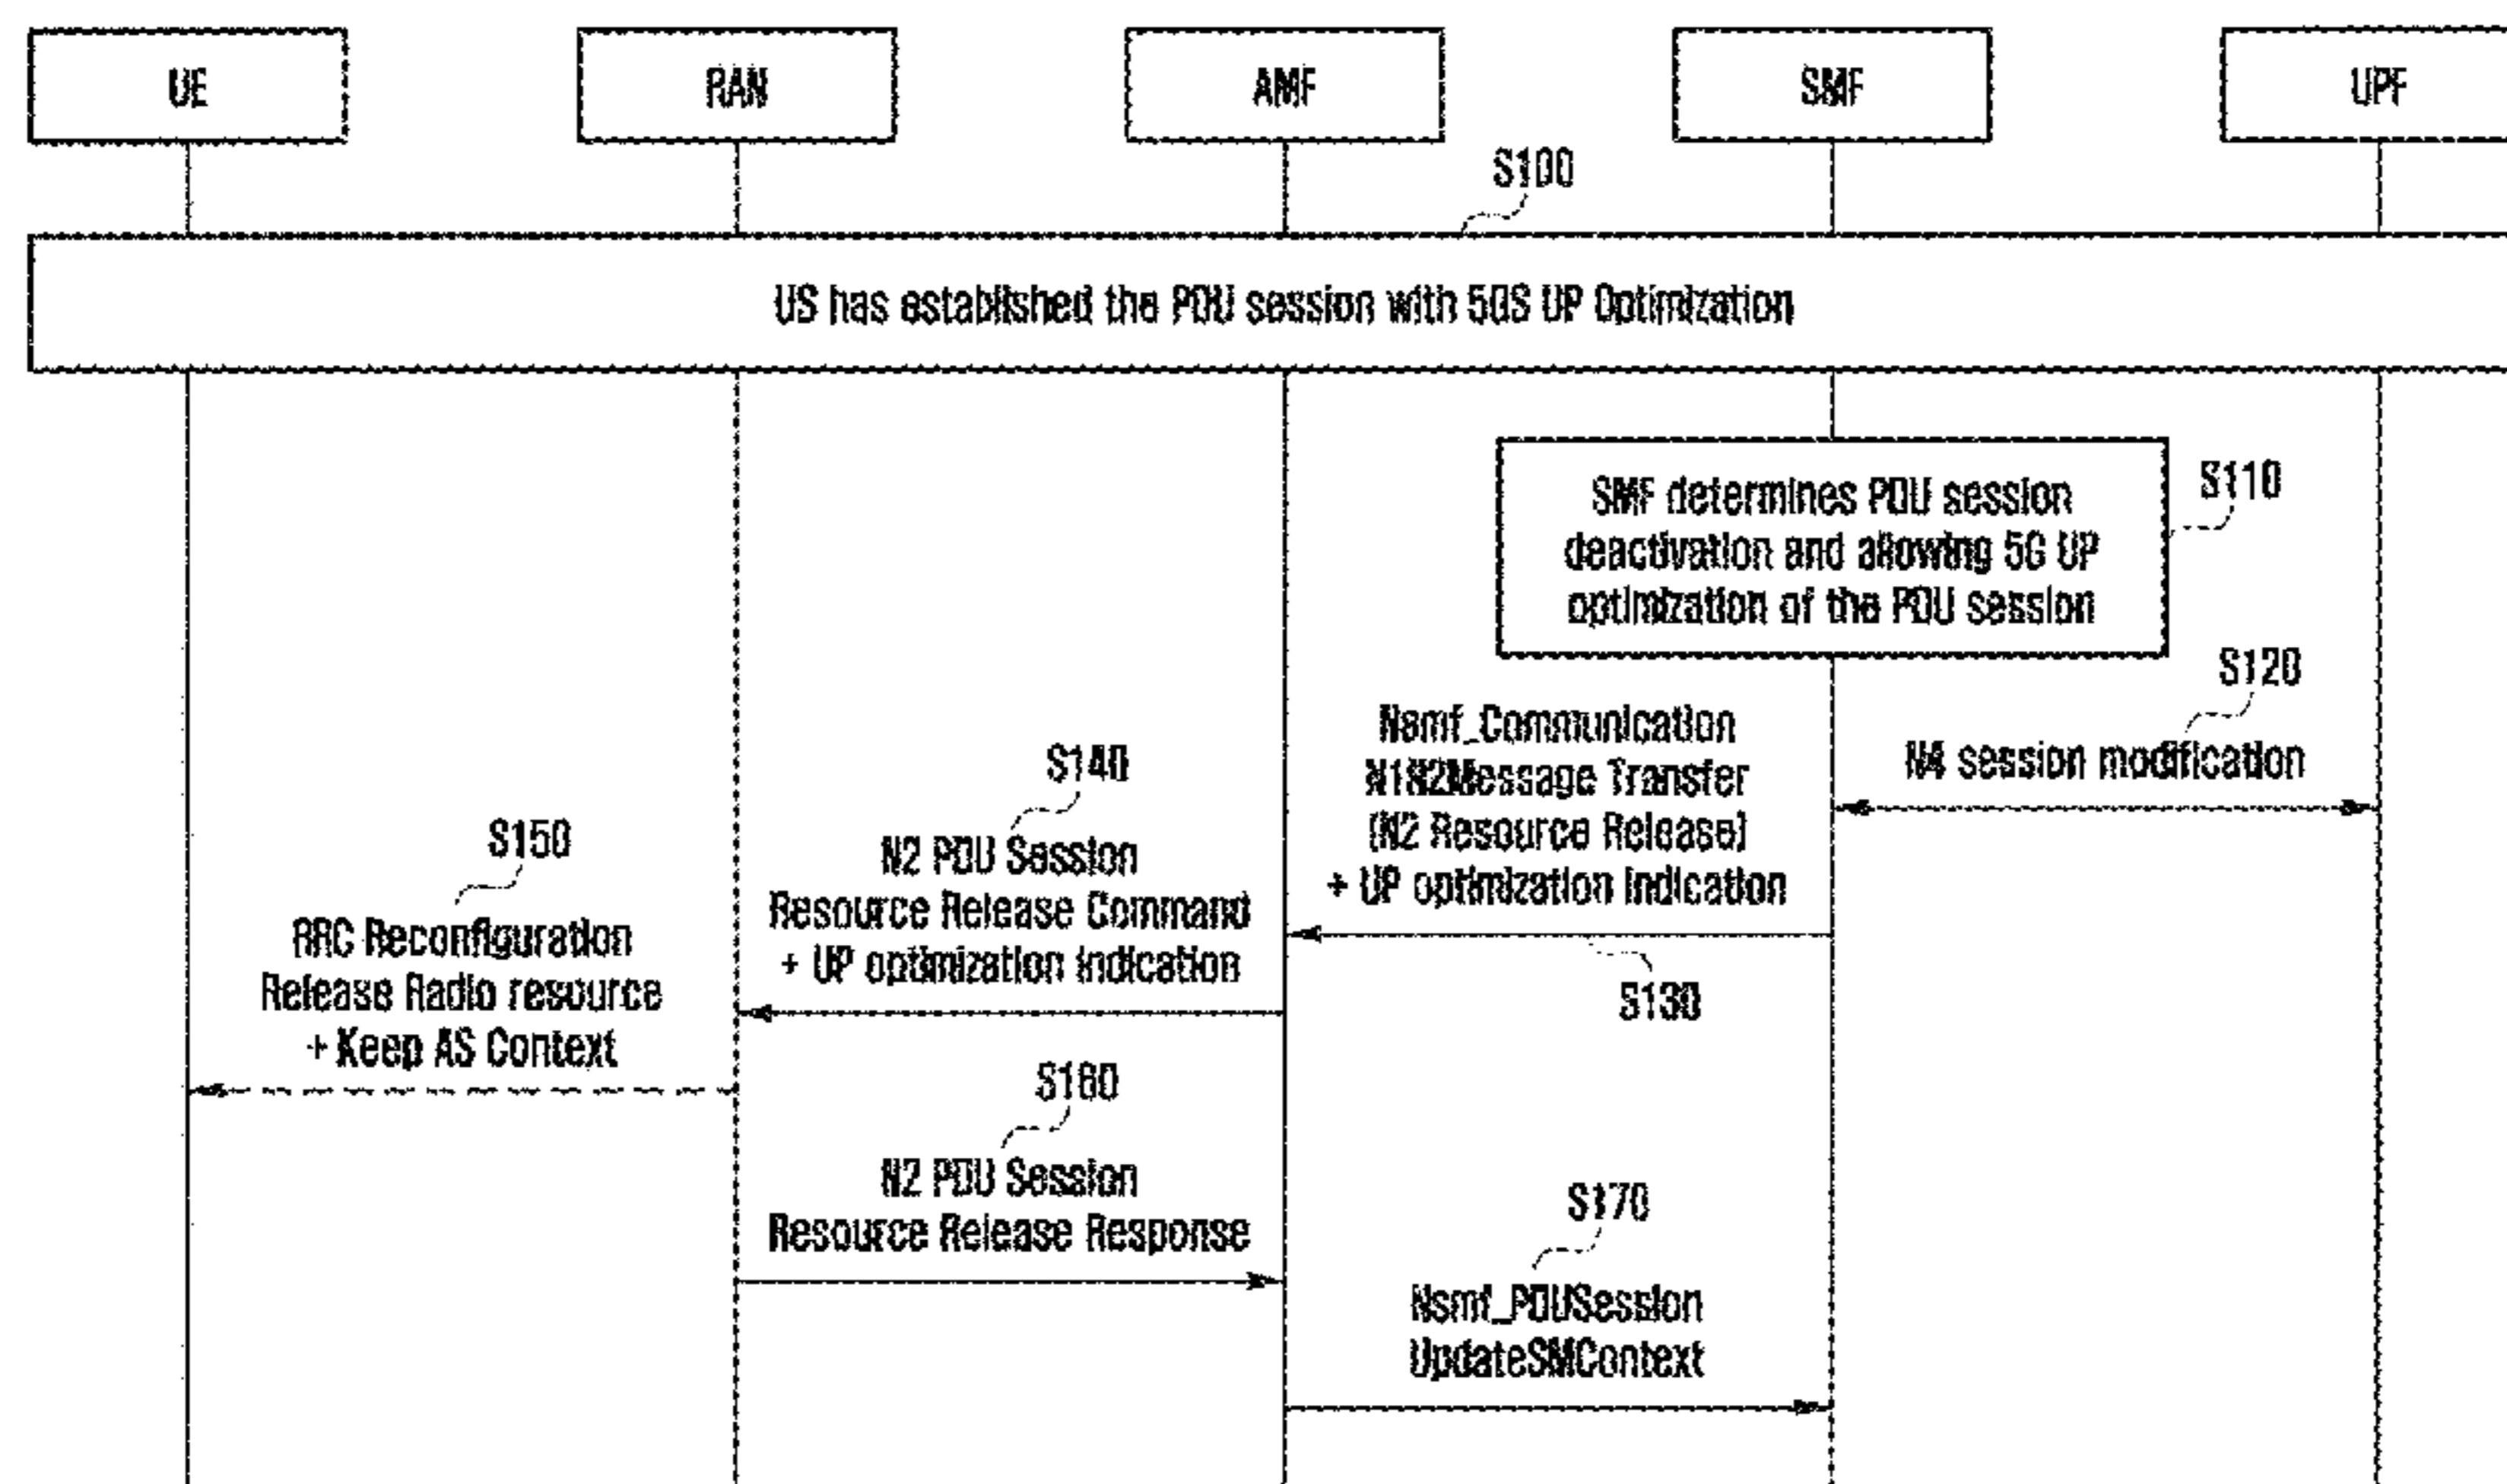 UE
RAN
AMF
SMF
UPF
S100
US has established the PDU session with 5GS UP Optimization
SMF determines PDU session
deactivation and allowing 5G UP
optimization of the PDU session
S110
S120
N4 session modification
Nsmf_Communication
N1N2Message Transfer
(N2 Resource Release)
+ UP optimization indication
S130
S140
N2 PDU Session
Resource Release Command
+ UP optimization indication
S150
RRC Reconfiguration
Release Radio resource
+ Keep AS Context
S160
N2 PDU Session
Resource Release Response
S170
Nsmf_PDUSession
UpdateSMContext